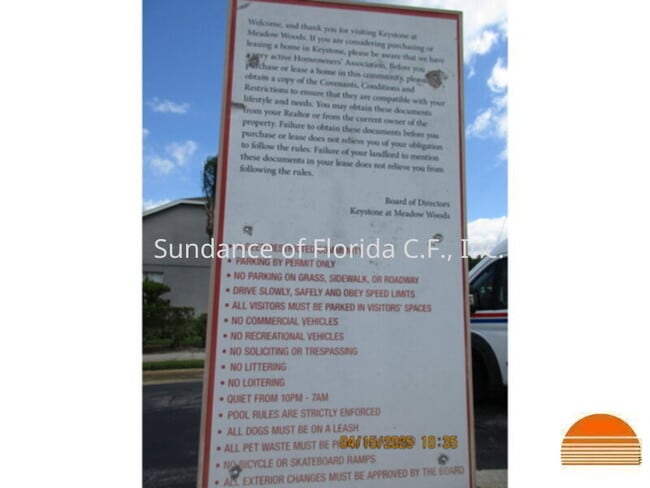 Welcome, and thank you for visiting Keystone at
Meadow Woods. If you are considering purchasing or
leasing a home in Keystone, please be aware that we have
a very active Homeowners' Association. Before you
purchase or lease a home in this community, please
obtain a copy of the Covenants, Conditions and
Restrictions to ensure that they are compatible with your
lifestyle and needs. You may obtain these documents
from your Realtor or from the current owner of the
property. Failure to obtain these documents before you
purchase or lease does not relieve you of your obligation
to follow the rules. Failure of your landlord to mention
these documents in your lease does not relieve you from
following the rules.
Board of Directors
Keystone at Meadow Woods
Sundance of Florida C.F., I.C.
• PARKING BY PERMIT ONLY
• NO PARKING ON GRASS, SIDEWALK, OR ROADWAY
• DRIVE SLOWLY, SAFELY AND OBEY SPEED LIMITS
• ALL VISITORS MUST BE PARKED IN VISITORS' SPACES
• NO COMMERCIAL VEHICLES
• NO RECREATIONAL VEHICLES
• NO SOLICITING OR TRESPASSING
• NO LITTERING
• NO LOITERING
• QUIET FROM 10PM - 7AM
• POOL RULES ARE STRICTLY ENFORCED
• ALL DOGS MUST BE ON A LEASH
• ALL PET WASTE MUST BE
04/15/2025 10:35
• NO BICYCLE OR SKATEBOARD RAMPS
• ALL EXTERIOR CHANGES MUST BE APPROVED BY THE BOARD